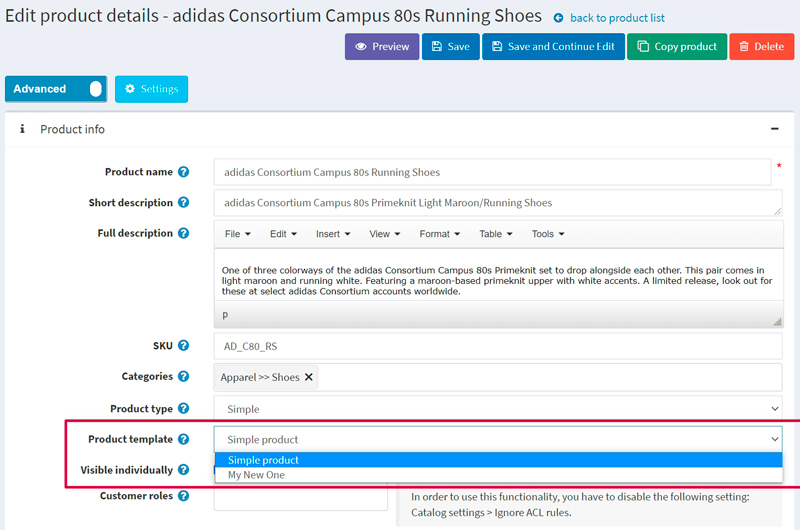 Edit product details - adidas Consortium Campus 80s Running Shoes back to product list
Preview Save Save and Continue Edit Copy product Delete
Advanced Settings
Product info
Product name adidas Consortium Campus 80s Running Shoes *
Short description adidas Consortium Campus 80s Primeknit Light Maroon/Running Shoes
Full description File Edit Insert View Format Table Tools
One of three colorways of the adidas Consortium Campus 80s Primeknit set to drop alongside each other. This pair comes in
light maroon and running white. Featuring a maroon-based primeknit upper with white accents. A limited release, look out for
these at select adidas Consortium accounts worldwide.
p
SKU AD_C80_RS
Categories Apparel >> Shoes
Product type Simple
Product template Simple product
Simple product
Visible individually My New One
Customer roles In order to use this functionality, you have to disable the following setting:
Catalog settings > Ignore ACL rules.